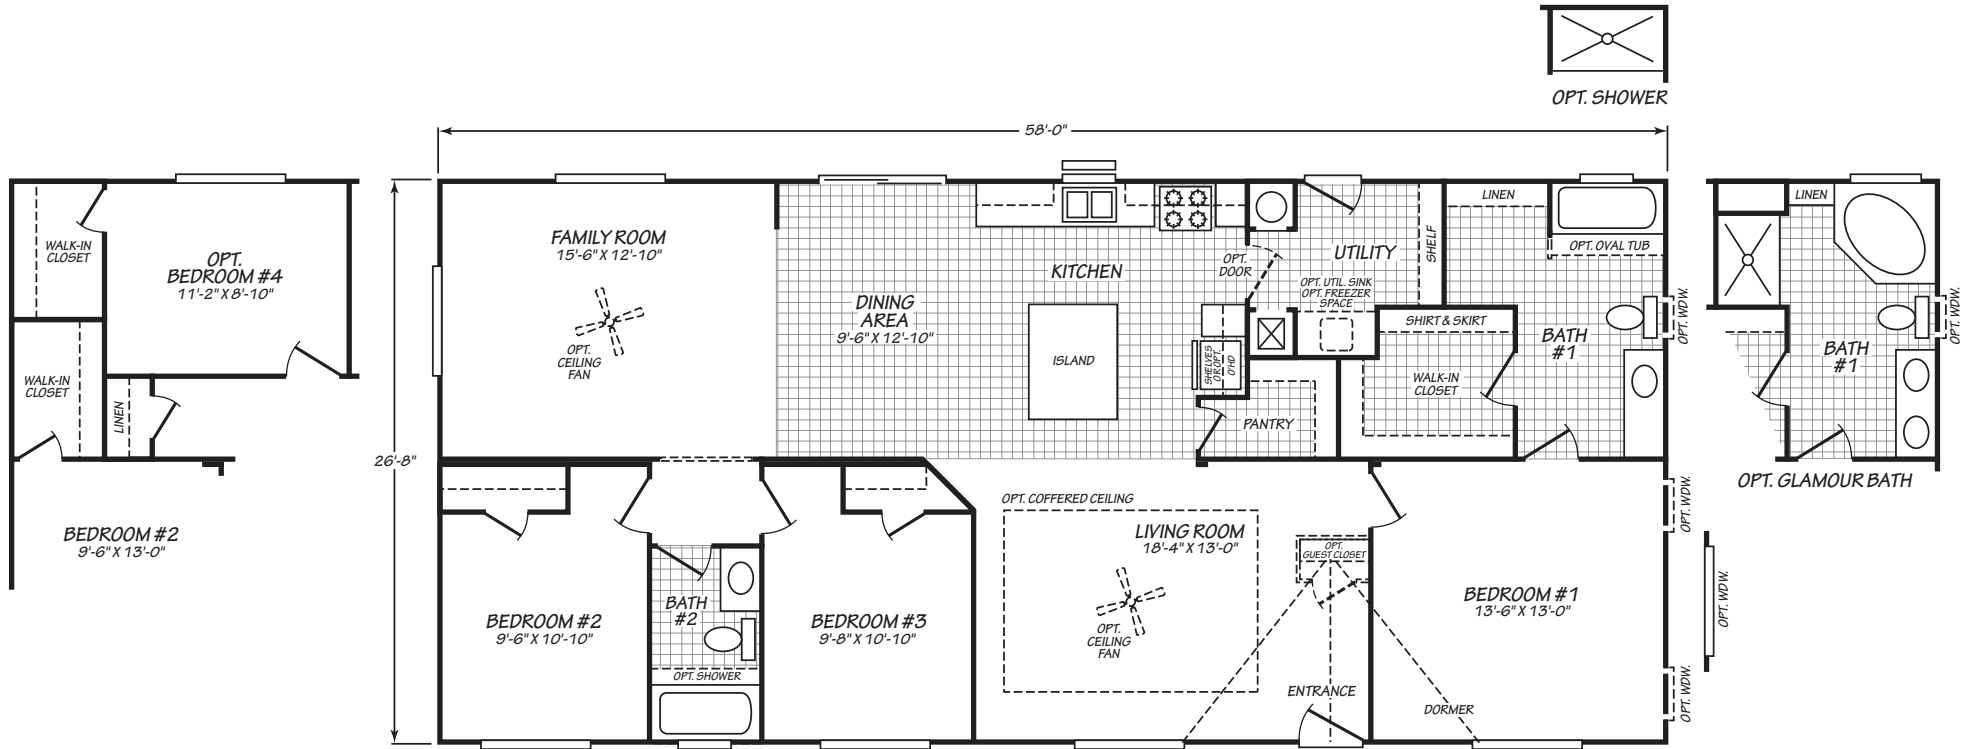 OPT. SHOWER
58'-0"
26'-8"
WALK-IN
CLOSET
OPT.
BEDROOM #4
11'-2" X 8'-10"
WALK-IN
CLOSET
LINEN
BEDROOM #2
9'-6" X 13'-0"
FAMILY ROOM
15'-6" X 12'-10"
OPT.
CEILING
FAN
DINING
AREA
9'-6" X 12'-10"
KITCHEN
ISLAND
SHELVES
OR OPT.
O'HD
OPT.
DOOR
UTILITY
SHELF
OPT. UTIL. SINK
OPT. FREEZER
SPACE
PANTRY
LINEN
OPT. OVAL TUB
SHIRT & SKIRT
WALK-IN
CLOSET
BATH
#1
OPT. WDW.
BEDROOM #2
9'-6" X 10'-10"
BATH
#2
OPT. SHOWER
BEDROOM #3
9'-8" X 10'-10"
OPT. COFFERED CEILING
LIVING ROOM
18'-4" X 13'-0"
OPT.
CEILING
FAN
OPT.
GUEST CLOSET
ENTRANCE
DORMER
BEDROOM #1
13'-6" X 13'-0"
OPT. WDW.
OPT. WDW.
OPT. WDW.
LINEN
BATH
#1
OPT. WDW.
OPT. GLAMOUR BATH